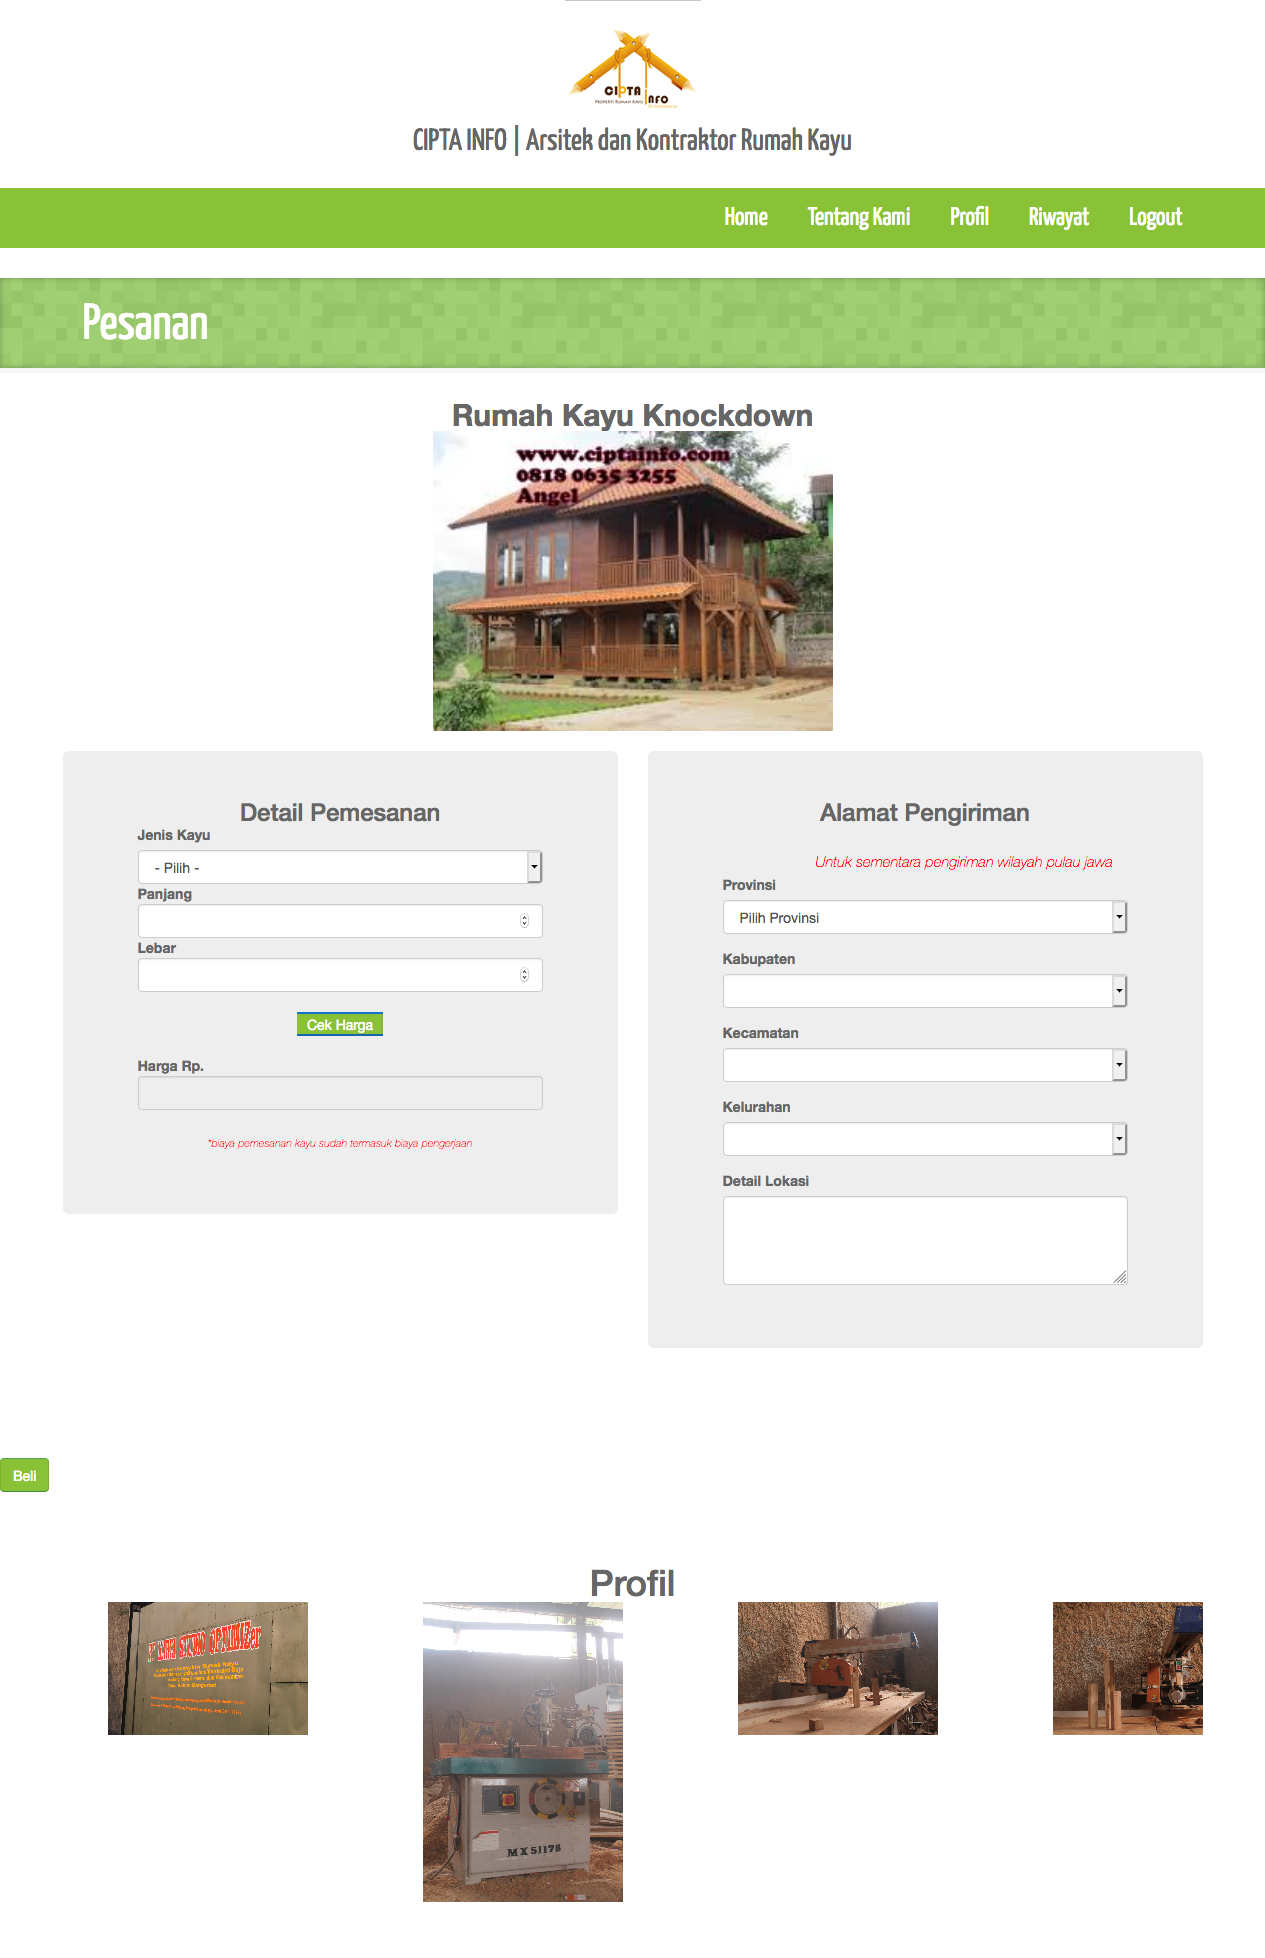 CIPTA
INFO
PROPERTI RUMAH KAYU
CIPTA INFO | Arsitek dan Kontraktor Rumah Kayu
Home Tentang Kami Profil Riwayat Logout
Pesanan
Rumah Kayu Knockdown
www.ciptainfo.com
0818 0635 3255
Angel
Detail Pemesanan
Jenis Kayu
- Pilih -
Panjang
Lebar
Cek Harga
Harga Rp.
*biaya pemesanan kayu sudah termasuk biaya pengerjaan
Alamat Pengiriman
Untuk sementara pengiriman wilayah pulau jawa
Provinsi
Pilih Provinsi
Kabupaten
Kecamatan
Kelurahan
Detail Lokasi
Beli
Profil
MX5117B